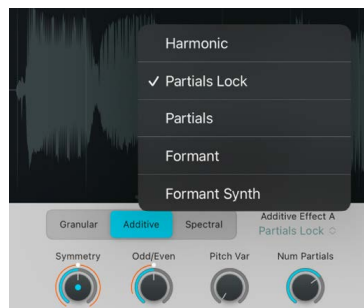 Harmonic
✓ Partials Lock
Partials
Formant
Formant Synth
Granular Additive Spectral
Additive Effect A
Partials Lock
Symmetry Odd/Even Pitch Var Num Partials